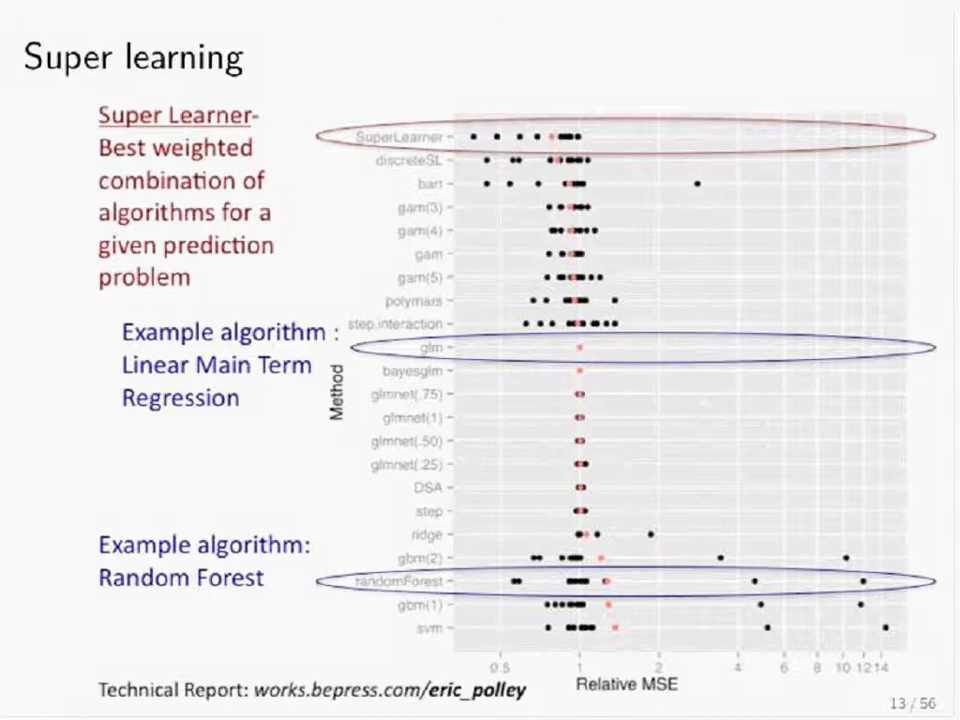 Super learning
Super Learner-
Best weighted
combination of
algorithms for a
given prediction
problem
Example algorithm :
Linear Main Term
Regression
Example algorithm:
Random Forest
Method
SuperLearner
discreteSL
bart
gam(3)
gam(4)
gam
gam(5)
polymars
step.interaction
glm
bayesglm
glmnet(.75)
glmnet(1)
glmnet(.50)
glmnet(.25)
DSA
step
ridge
gbm(2)
randomForest
gbm(1)
svm
0.5 1 2 4 6 8 10 12 14
Relative MSE
Technical Report: works.bepress.com/eric_polley
13 / 56